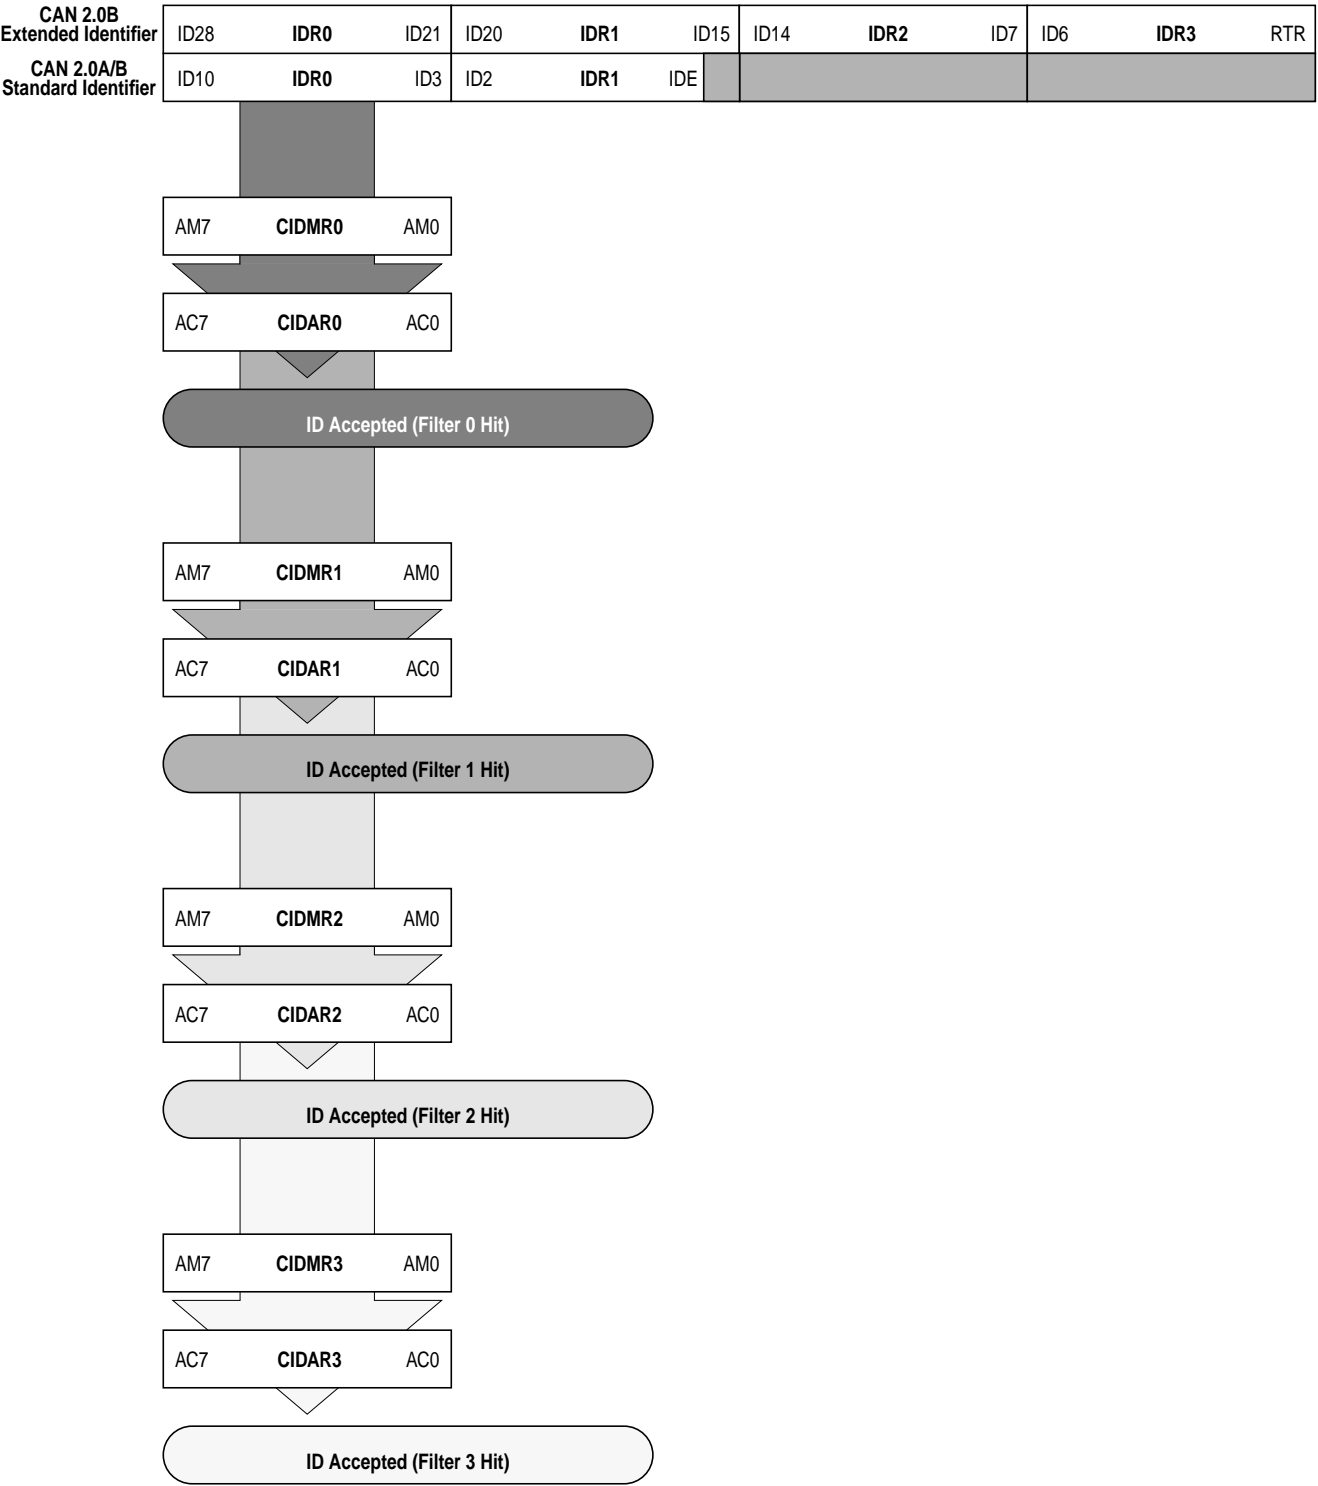 CAN 2.0B
Extended Identifier ID28 IDR0 ID21 ID20 IDR1 ID15 ID14 IDR2 ID7 ID6 IDR3 RTR
CAN 2.0A/B
Standard Identifier ID10 IDR0 ID3 ID2 IDR1 IDE
AM7 CIDMR0 AM0
AC7 CIDAR0 AC0
ID Accepted (Filter 0 Hit)
AM7 CIDMR1 AM0
AC7 CIDAR1 AC0
ID Accepted (Filter 1 Hit)
AM7 CIDMR2 AM0
AC7 CIDAR2 AC0
ID Accepted (Filter 2 Hit)
AM7 CIDMR3 AM0
AC7 CIDAR3 AC0
ID Accepted (Filter 3 Hit)